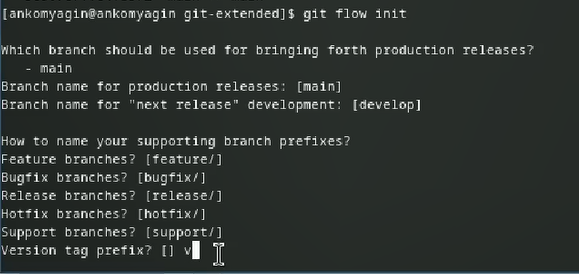 [ankomyagin@ankomyagin git-extended]$ git flow init
Which branch should be used for bringing forth production releases?
- main
Branch name for production releases: [main]
Branch name for "next release" development: [develop]
How to name your supporting branch prefixes?
Feature branches? [feature/]
Bugfix branches? [bugfix/]
Release branches? [release/]
Hotfix branches? [hotfix/]
Support branches? [support/]
Version tag prefix? [] v